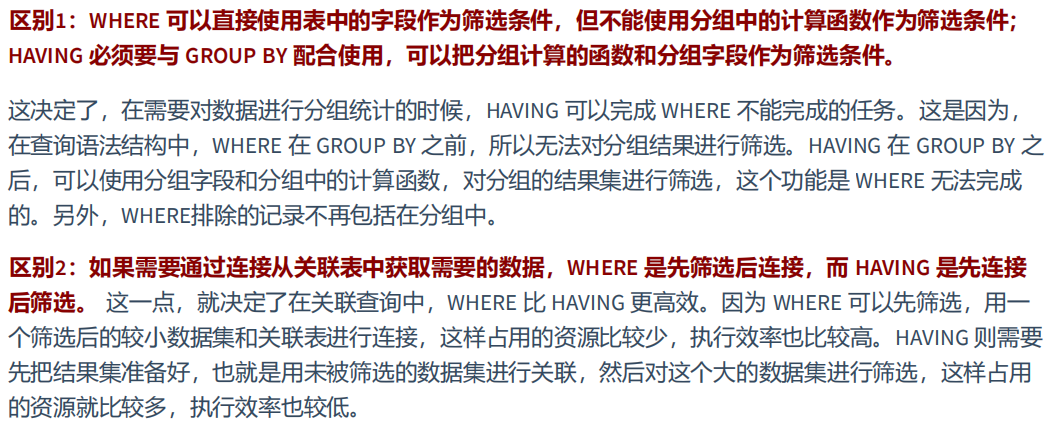 区别1：WHERE 可以直接使用表中的字段作为筛选条件，但不能使用分组中的计算函数作为筛选条件；
HAVING 必须要与 GROUP BY 配合使用，可以把分组计算的函数和分组字段作为筛选条件。
这决定了，在需要对数据进行分组统计的时候，HAVING 可以完成 WHERE 不能完成的任务。这是因为，
在查询语法结构中，WHERE 在 GROUP BY 之前，所以无法对分组结果进行筛选。HAVING 在 GROUP BY 之
后，可以使用分组字段和分组中的计算函数，对分组的结果集进行筛选，这个功能是 WHERE 无法完成
的。另外，WHERE排除的记录不再包括在分组中。
区别2：如果需要通过连接从关联表中获取需要的数据，WHERE 是先筛选后连接，而 HAVING 是先连接
后筛选。 这一点，就决定了在关联查询中，WHERE 比 HAVING 更高效。因为 WHERE 可以先筛选，用一
个筛选后的较小数据集和关联表进行连接，这样占用的资源比较少，执行效率也比较高。HAVING 则需要
先把结果集准备好，也就是用未被筛选的数据集进行关联，然后对这个大的数据集进行筛选，这样占用
的资源就比较多，执行效率也较低。